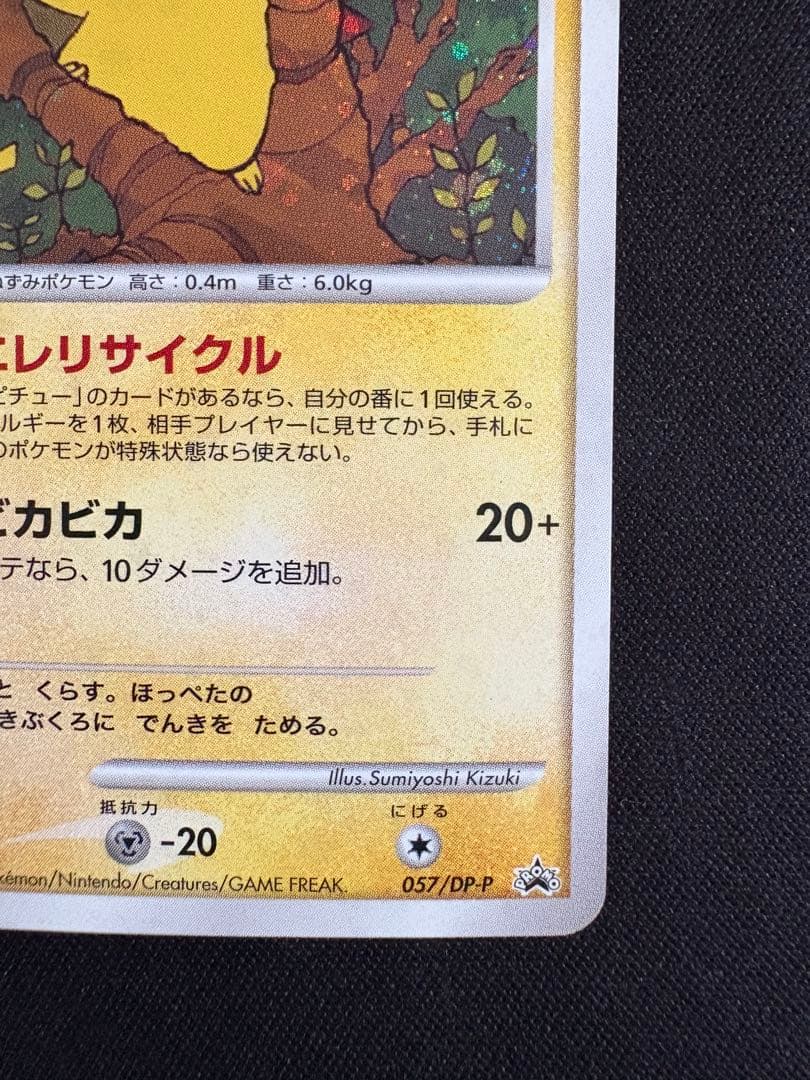 ずみポケモン 高さ：0.4m 重さ：6.0kg
エレリサイクル
ピチュー」のカードがあるなら、自分の番に1回使える。
ルギーを1枚、相手プレイヤーに見せてから、手札に
のポケモンが特殊状態なら使えない。
ビカビカ 20+
テなら、10ダメージを追加。
と くらす。ほっぺたの
きぶくろに でんきを ためる。
Illus.Sumiyoshi Kizuki
抵抗力 にげる
-20
kémon/Nintendo/Creatures/GAME FREAK. 057/DP-P PROMO